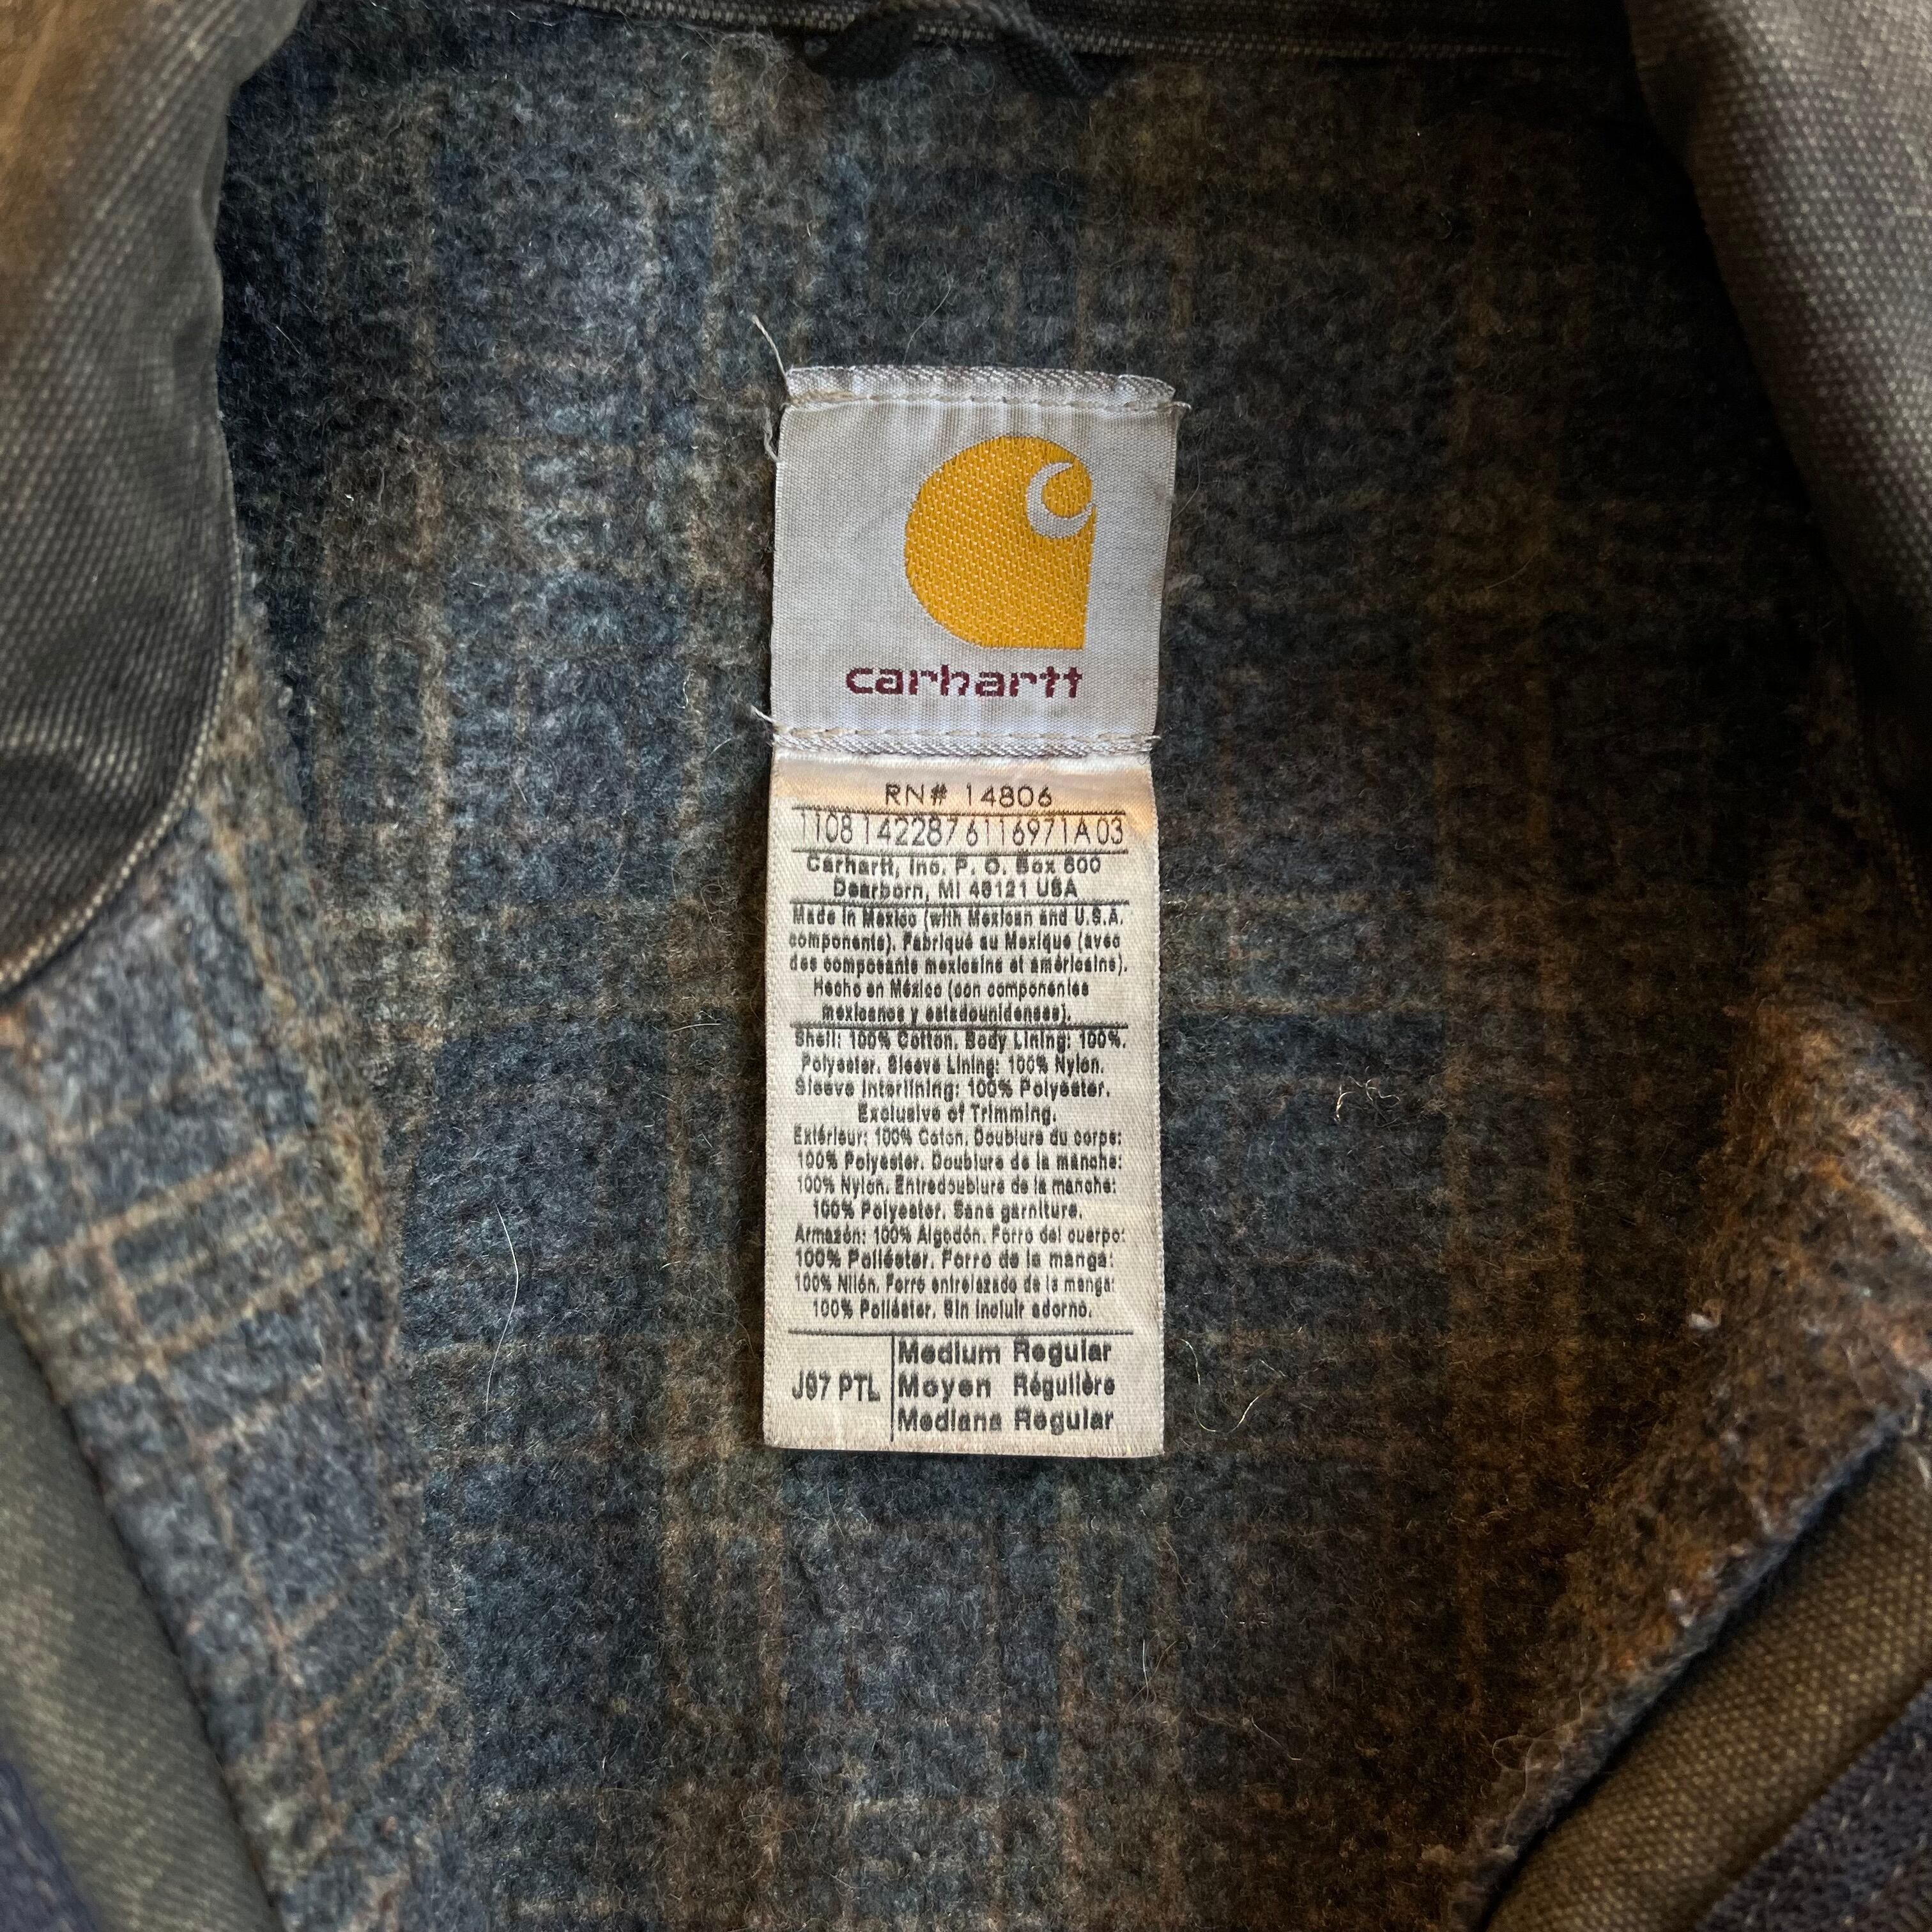 carhartt
RN# 14806
1108 142287 6116971A 03
Carhartt, Inc. P. O. Box 600
Dearborn, MI 48121 USA
Made in Mexico (with Mexican and U.S.A.
components). Fabriqué au Mexique (avec
des composants mexicains et américains).
Hecho en México (con componentes
mexicanos y estadounidenses).
Shell: 100% Cotton. Body Lining: 100%.
Polyester. Sleeve Lining: 100% Nylon.
Sleeve Interlining: 100% Polyester.
Exclusive of Trimming.
Extérieur: 100% Coton. Doublure du corps:
100% Polyester. Doublure de la manche:
100% Nylon. Entredoublure de la manche:
100% Polyester. Sans garniture.
Armazón: 100% Algodón. Forro del cuerpo:
100% Poliéster. Forro de la manga:
100% Nilón. Forro entrelazado de la manga:
100% Poliéster. Sin incluir adorno.
J97 PTL
Medium Regular
Moyen Régulière
Mediana Regular